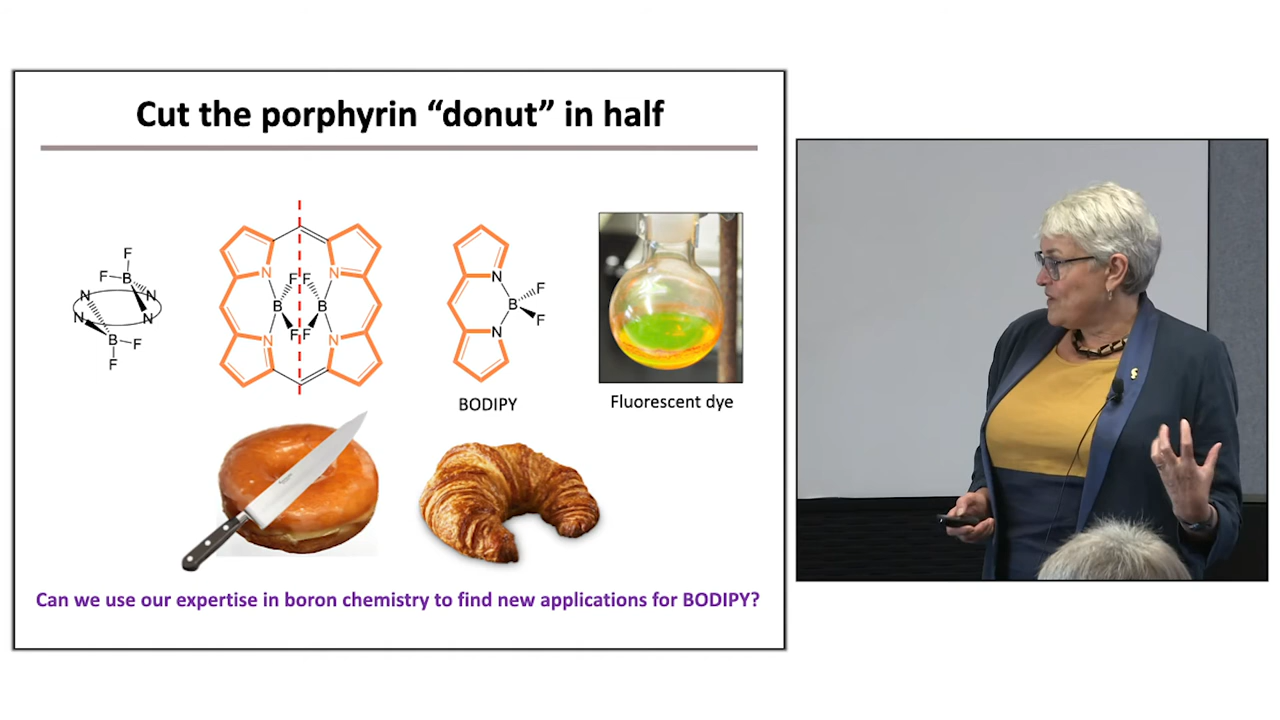 Cut the porphyrin “donut” in half
F
F B
N N
N N
B F
F
N N
F F
B B
F F
N N
N
B F
F
N
BODIPY
Fluorescent dye
Can we use our expertise in boron chemistry to find new applications for BODIPY?